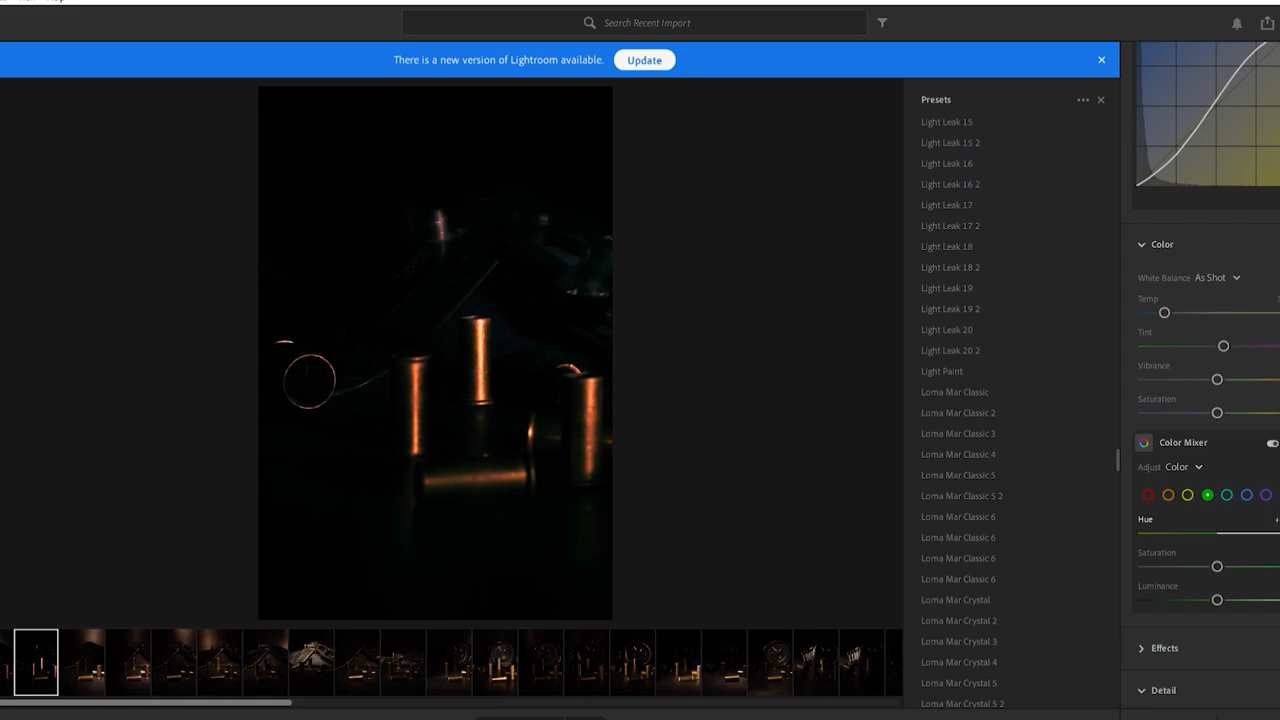 Search Recent Import
There is a new version of Lightroom available.
Update
Presets
Light Leak 15
Light Leak 15 2
Light Leak 16
Light Leak 16 2
Light Leak 17
Light Leak 17 2
Light Leak 18
Light Leak 18 2
Light Leak 19
Light Leak 19 2
Light Leak 20
Light Leak 20 2
Light Paint
Loma Mar Classic
Loma Mar Classic 2
Loma Mar Classic 3
Loma Mar Classic 4
Loma Mar Classic 5
Loma Mar Classic 5 2
Loma Mar Classic 6
Loma Mar Classic 6
Loma Mar Classic 6
Loma Mar Classic 6
Loma Mar Crystal
Loma Mar Crystal 2
Loma Mar Crystal 3
Loma Mar Crystal 4
Loma Mar Crystal 5
Loma Mar Crystal 5 2
Color
White Balance As Shot
Temp
Tint
Vibrance
Saturation
Color Mixer
Adjust Color
Hue
Saturation
Luminance
Effects
Detail